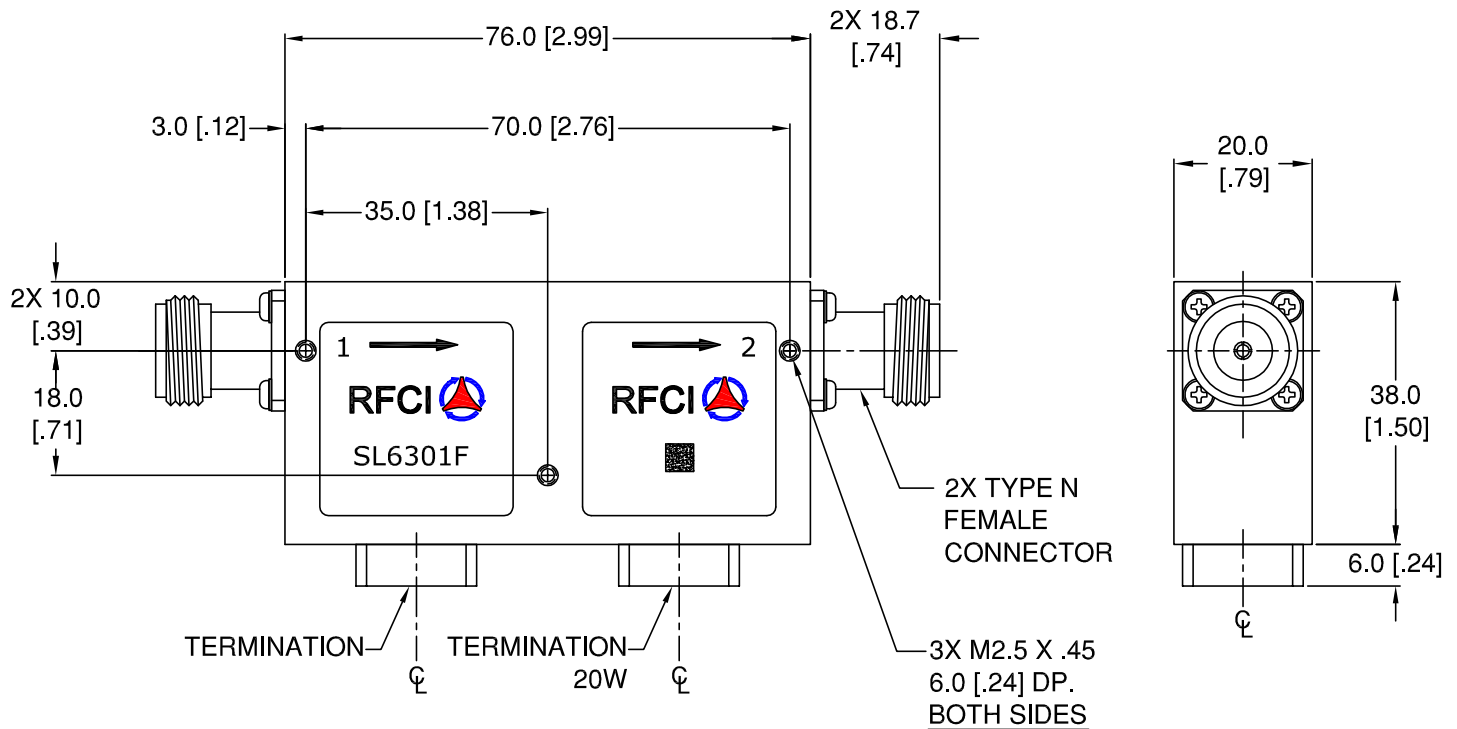 76.0 [2.99]
2X 18.7
[.74]
3.0 [.12]
70.0 [2.76]
20.0
[.79]
35.0 [1.38]
2X 10.0
[.39]
18.0
[.71]
1
RFCI
SL6301F
2
RFCI
38.0
[1.50]
2X TYPE N
FEMALE
CONNECTOR
6.0 [.24]
TERMINATION
℄
TERMINATION
20W
℄
3X M2.5 X .45
6.0 [.24] DP.
BOTH SIDES
℄